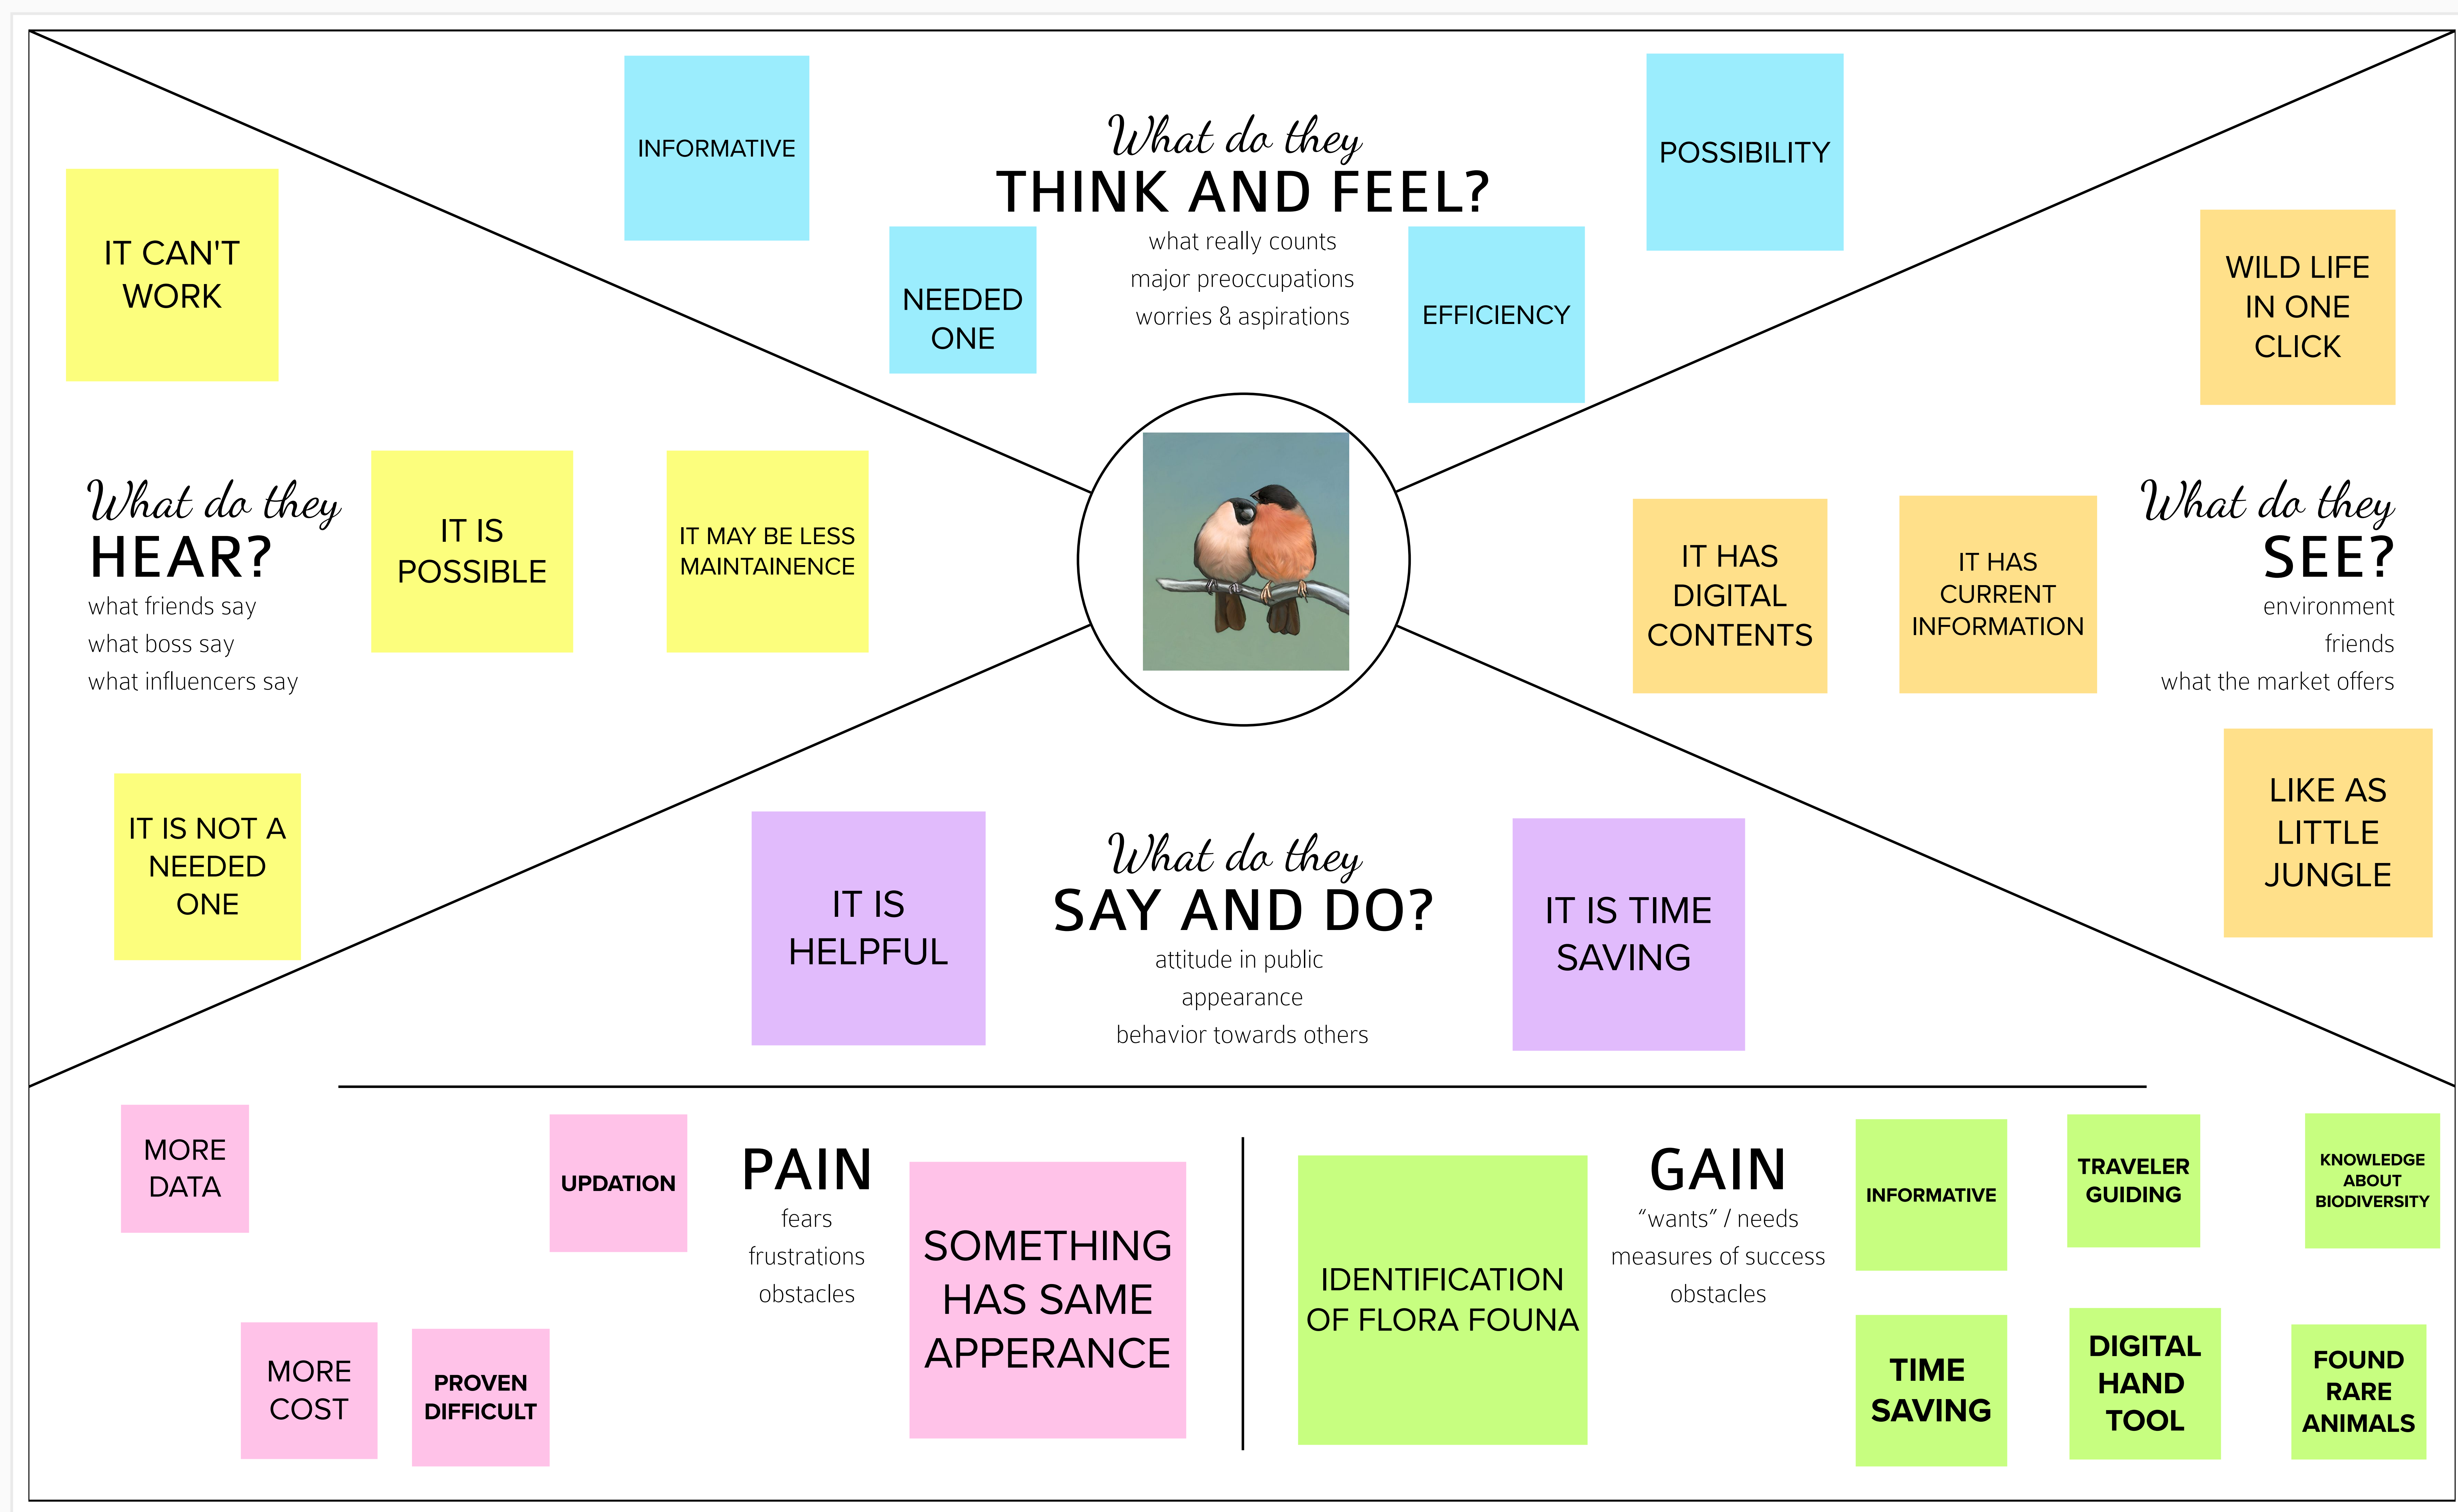 INFORMATIVE
What do they
THINK AND FEEL?
what really counts
major preoccupations
worries & aspirations
NEEDED
ONE
EFFICIENCY
POSSIBILITY
IT CAN'T
WORK
What do they
HEAR?
what friends say
what boss say
what influencers say
IT IS
POSSIBLE
IT MAY BE LESS
MAINTAINENCE
IT IS NOT A
NEEDED
ONE
WILD LIFE
IN ONE
CLICK
IT HAS
DIGITAL
CONTENTS
IT HAS
CURRENT
INFORMATION
What do they
SEE?
environment
friends
what the market offers
LIKE AS
LITTLE
JUNGLE
IT IS
HELPFUL
What do they
SAY AND DO?
attitude in public
appearance
behavior towards others
IT IS TIME
SAVING
MORE
DATA
UPDATION
PAIN
fears
frustrations
obstacles
MORE
COST
PROVEN
DIFFICULT
SOMETHING
HAS SAME
APPERANCE
IDENTIFICATION
OF FLORA FOUNA
GAIN
“wants” / needs
measures of success
obstacles
INFORMATIVE
TRAVELER
GUIDING
KNOWLEDGE
ABOUT
BIODIVERSITY
TIME
SAVING
DIGITAL
HAND
TOOL
FOUND
RARE
ANIMALS